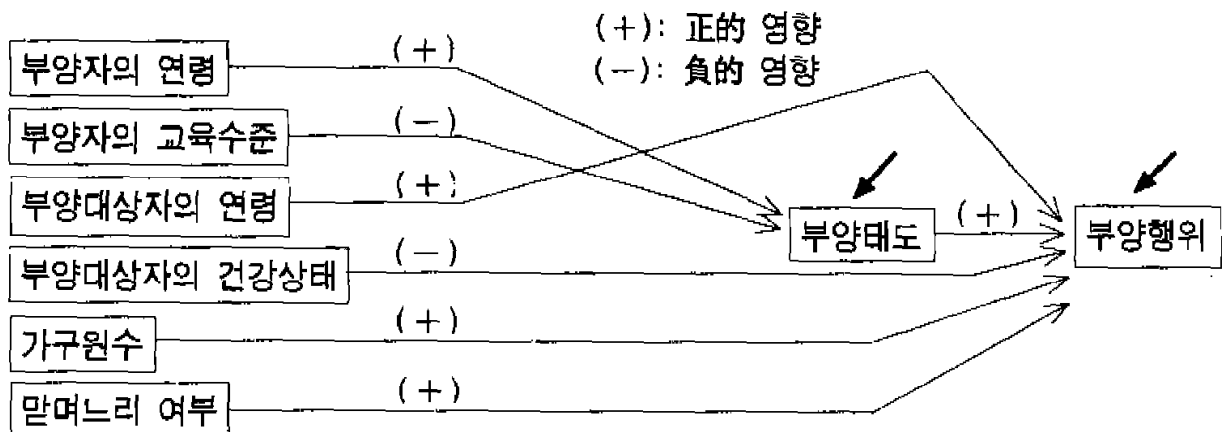 (+): 正的 영향
(-): 負的 영향
부양자의 연령 (+)
부양자의 교육수준 (-)
부양대상자의 연령 (+)
부양태도 (+) 부양행위
부양대상자의 건강상태 (-)
가구원수 (+)
맏며느리 여부 (+)